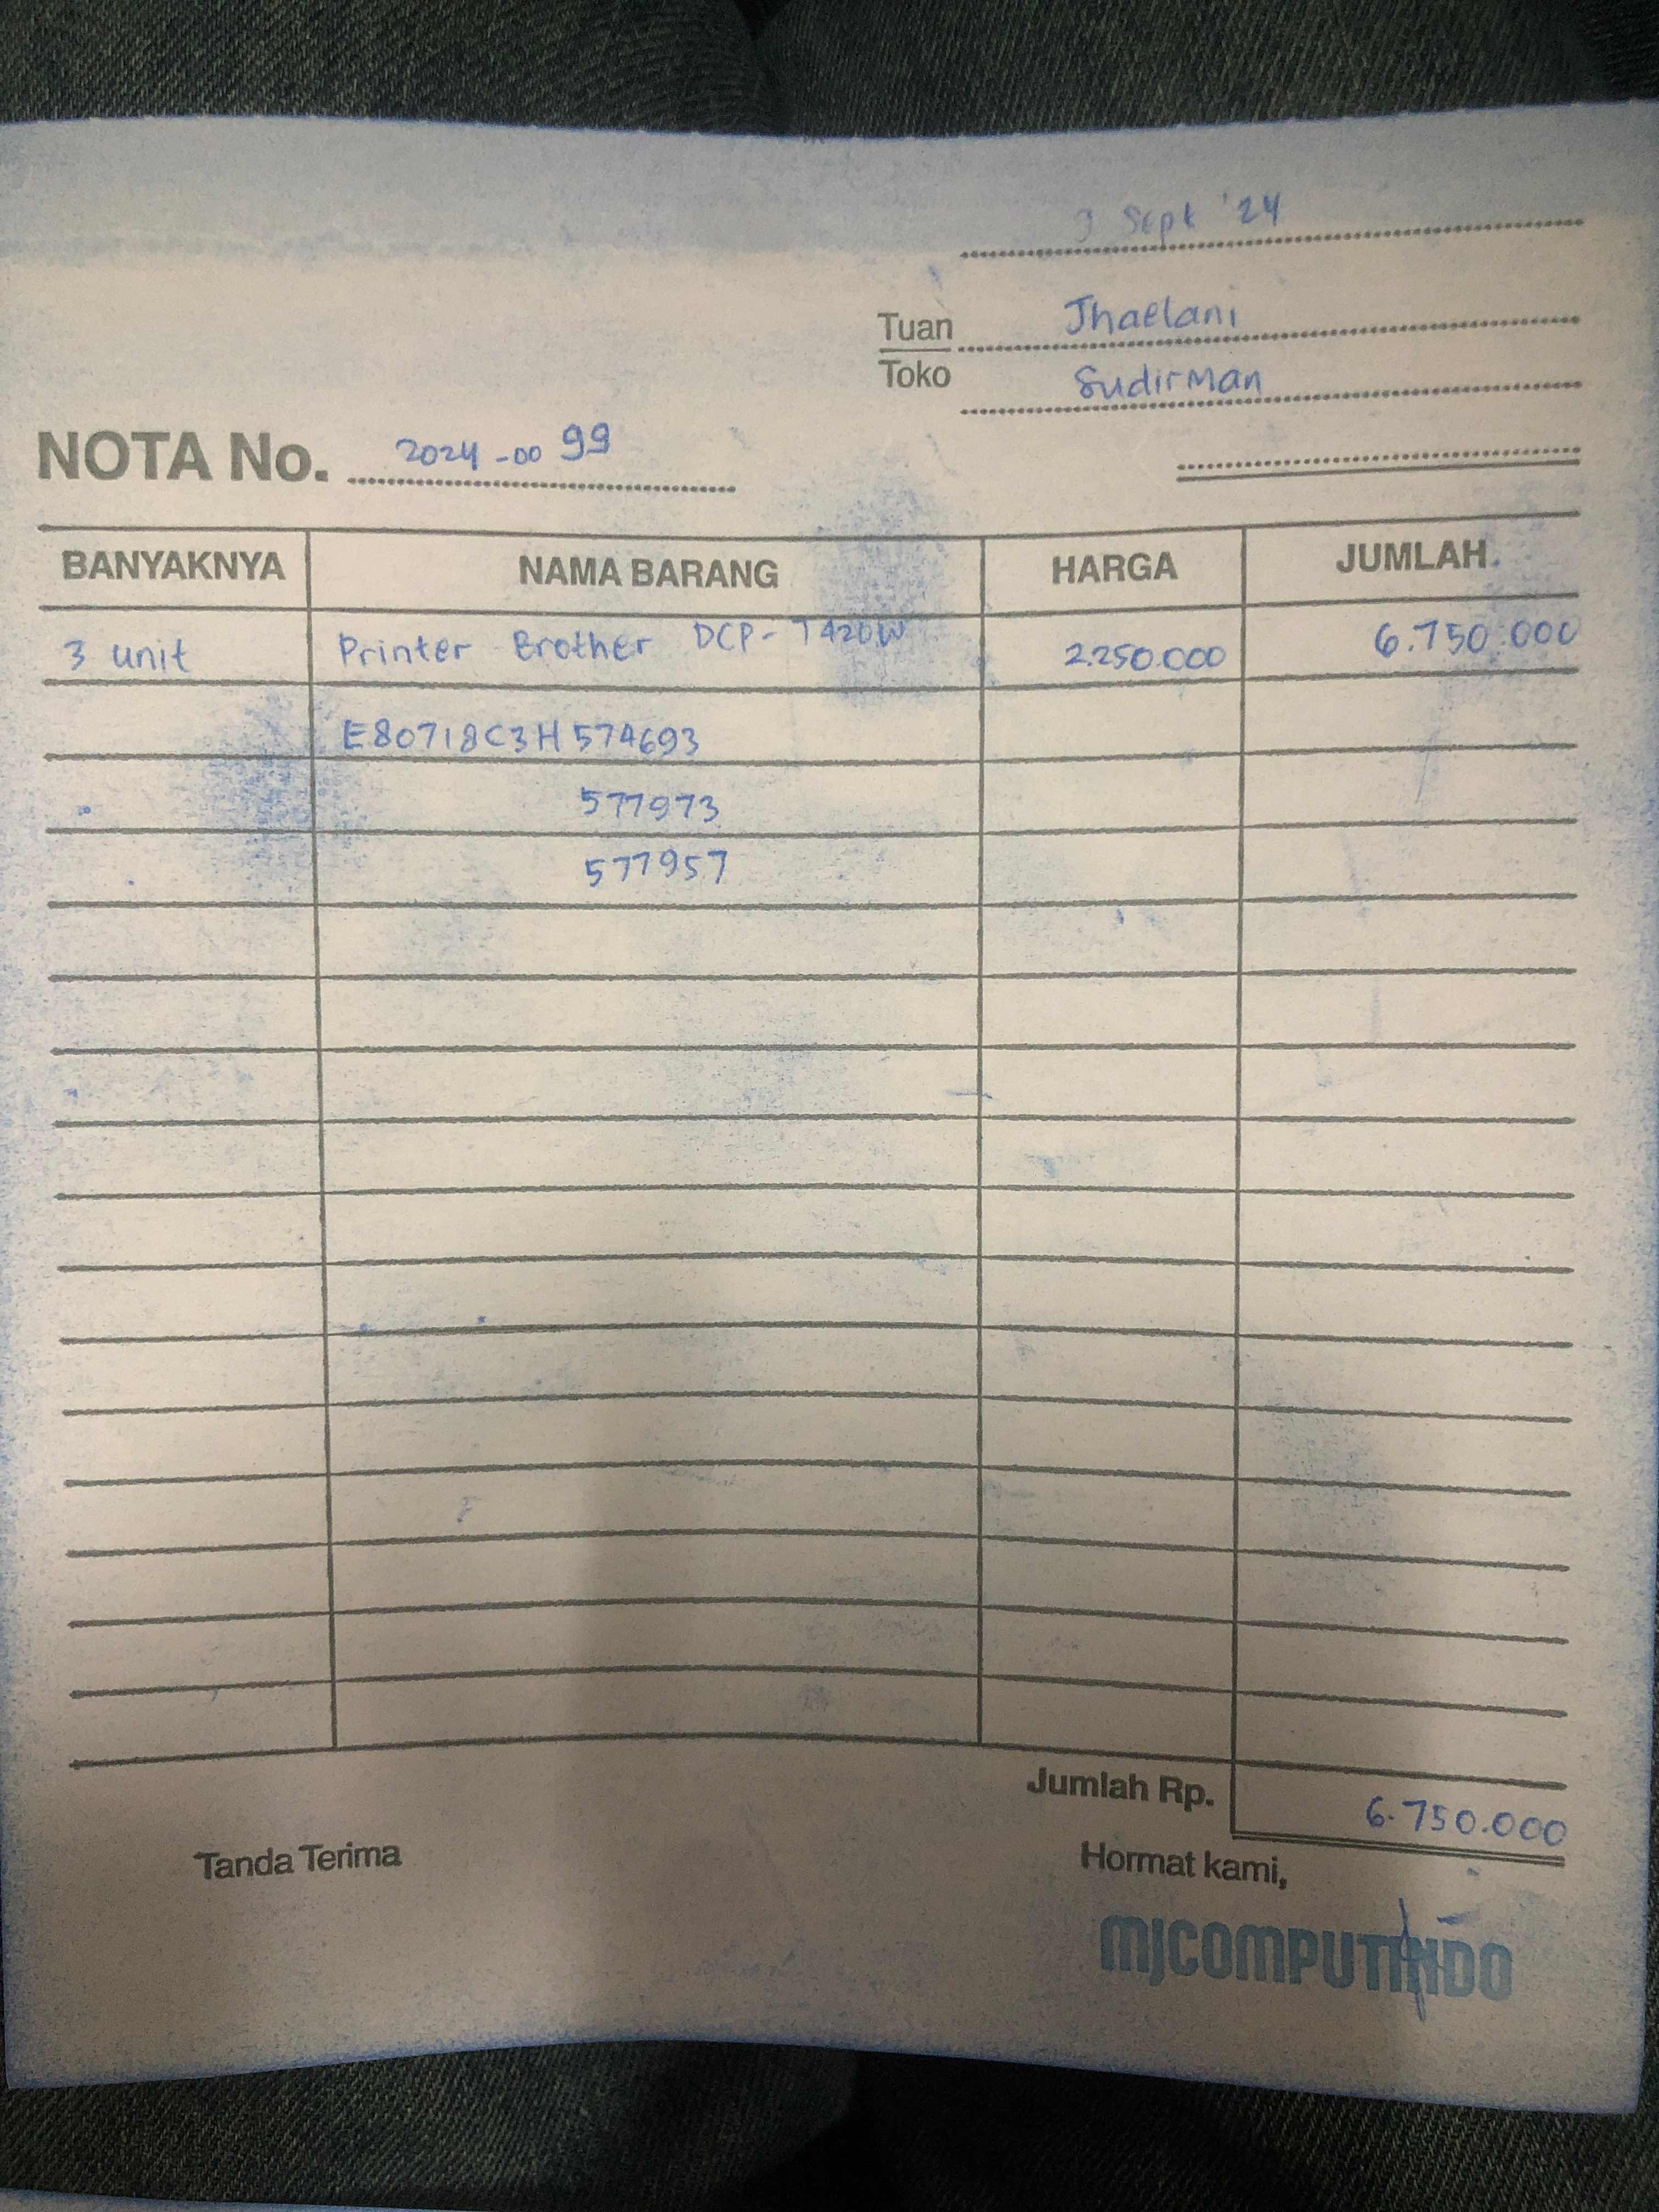 3 Sept '24
Tuan Jhaelani
Toko Sudirman
NOTA No. 2024-0099
BANYAKNYA NAMA BARANG HARGA JUMLAH
3 unit Printer Brother DCP-T420W 2.250.000 6.750.000
E80718C3H574693
577973
577957
Jumlah Rp. 6.750.000
Tanda Terima Hormat kami,
MJCOMPUTINDO